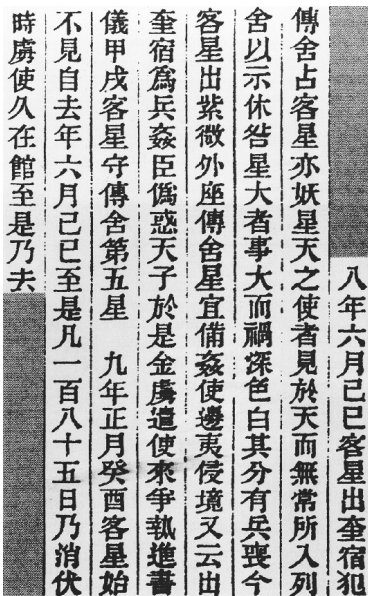 八年六月己巳客星出奎宿犯
傳舍占客星亦妖星天之使者見於天而無常所入列
舍以示休咎星大者事大而禍深色白其分有兵喪今
客星出紫微外座傳舍星宜備姦使邊夷侵境又云出
奎宿爲兵姦臣僞惑天子於是金虜遣使來爭執進書
儀甲戌客星守傳舍第五星　九年正月癸酉客星始
不見自去年六月己巳至是凡一百八十五日乃消伏
時虜使久在館至是乃去